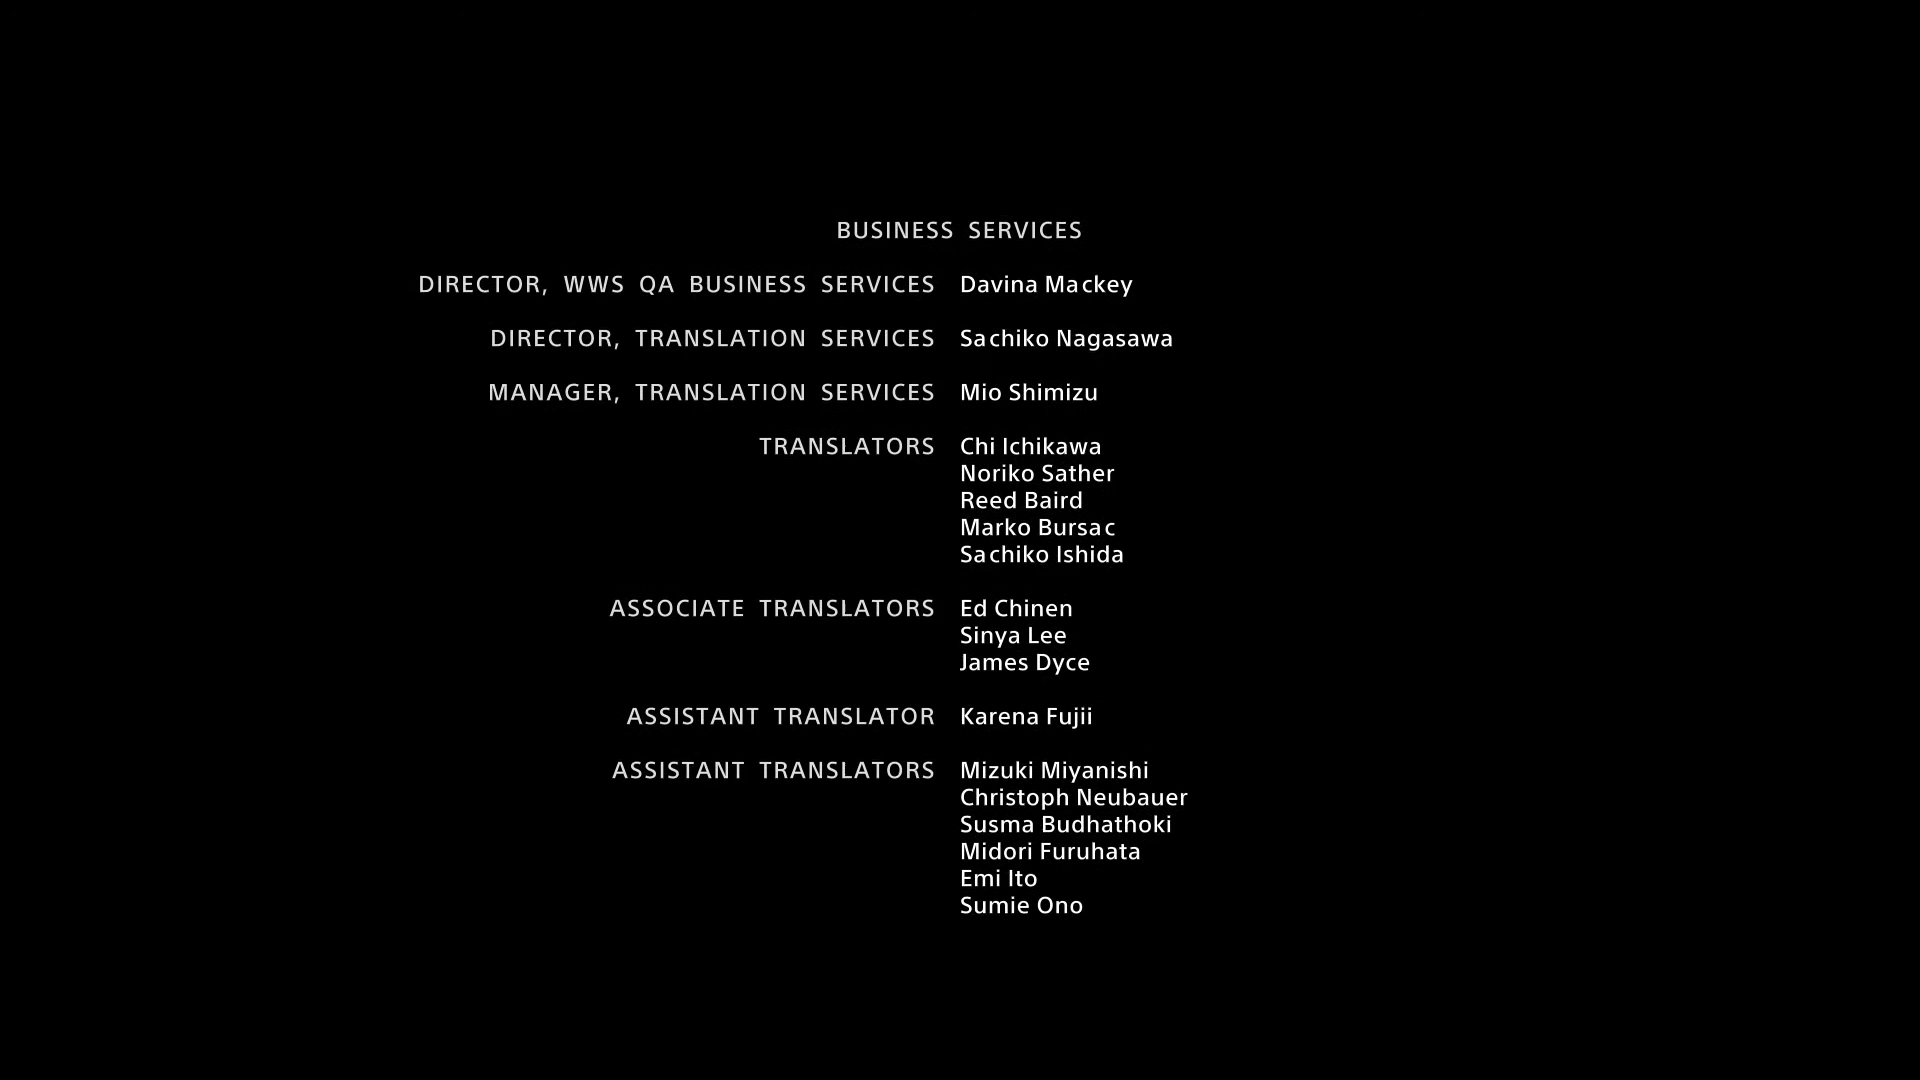 BUSINESS SERVICES
DIRECTOR, WWS QA BUSINESS SERVICES Davina Mackey
DIRECTOR, TRANSLATION SERVICES Sachiko Nagasawa
MANAGER, TRANSLATION SERVICES Mio Shimizu
TRANSLATORS Chi Ichikawa
Noriko Sather
Reed Baird
Marko Bursac
Sachiko Ishida
ASSOCIATE TRANSLATORS Ed Chinen
Sinya Lee
James Dyce
ASSISTANT TRANSLATOR Karena Fujii
ASSISTANT TRANSLATORS Mizuki Miyanishi
Christoph Neubauer
Susma Budhathoki
Midori Furuhata
Emi Ito
Sumie Ono